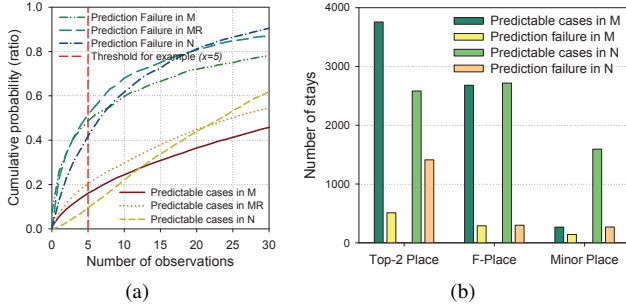 Prediction Failure in M
Prediction Failure in MR
Prediction Failure in N
Threshold for example (x=5)
Predictable cases in M
Predictable cases in MR
Predictable cases in N
Cumulative probability (ratio)
1.0
0.8
0.6
0.4
0.2
0.0
0 5 10 15 20 25 30
Number of observations
(a)
Predictable cases in M
Prediction failure in M
Predictable cases in N
Prediction failure in N
Number of stays
4000
3000
2000
1000
0
Top-2 Place F-Place Minor Place
(b)